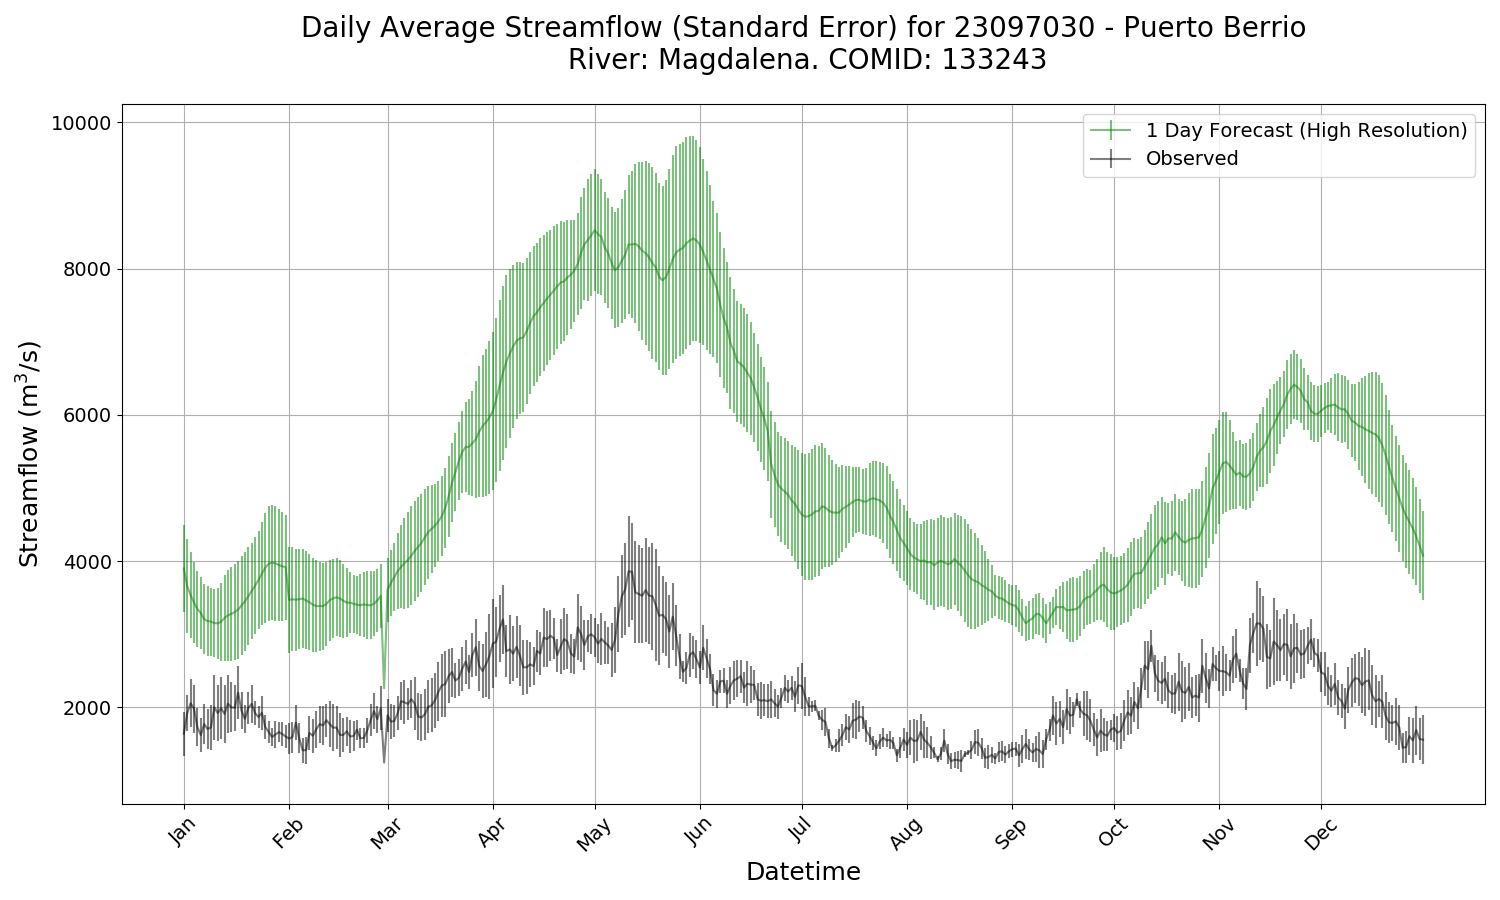 Daily Average Streamflow (Standard Error) for 23097030 - Puerto Berrio
River: Magdalena. COMID: 133243
10000
8000
6000
4000
2000
Streamflow (m³/s)
1 Day Forecast (High Resolution)
Observed
Jan
Feb
Mar
Apr
May
Jun
Jul
Aug
Sep
Oct
Nov
Dec
Datetime